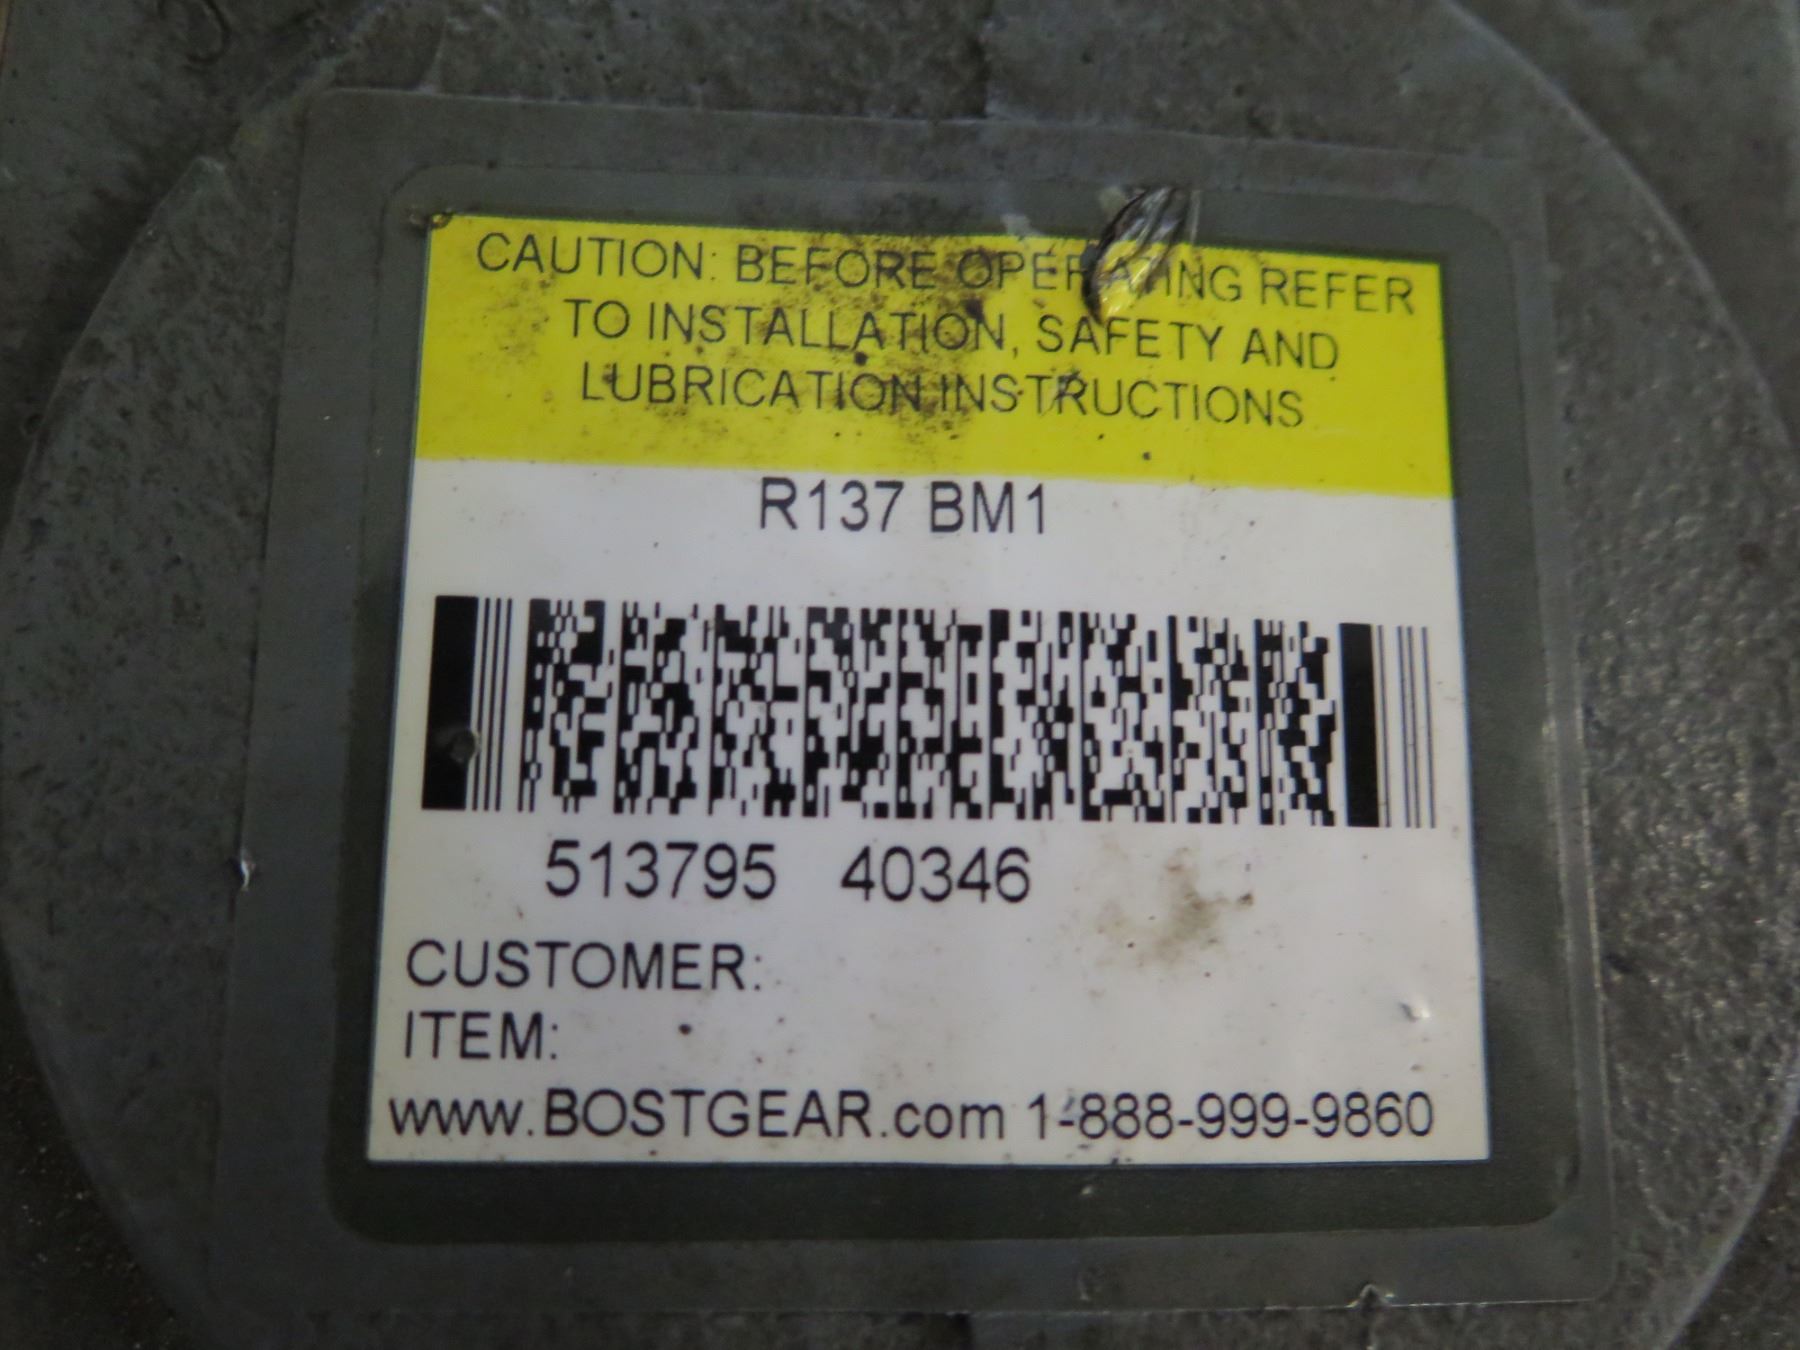 CAUTION: BEFORE OPERATING REFER
TO INSTALLATION, SAFETY AND
LUBRICATION INSTRUCTIONS
R137 BM1
513795 40346
CUSTOMER:
ITEM:
www.BOSTGEAR.com 1-888-999-9860